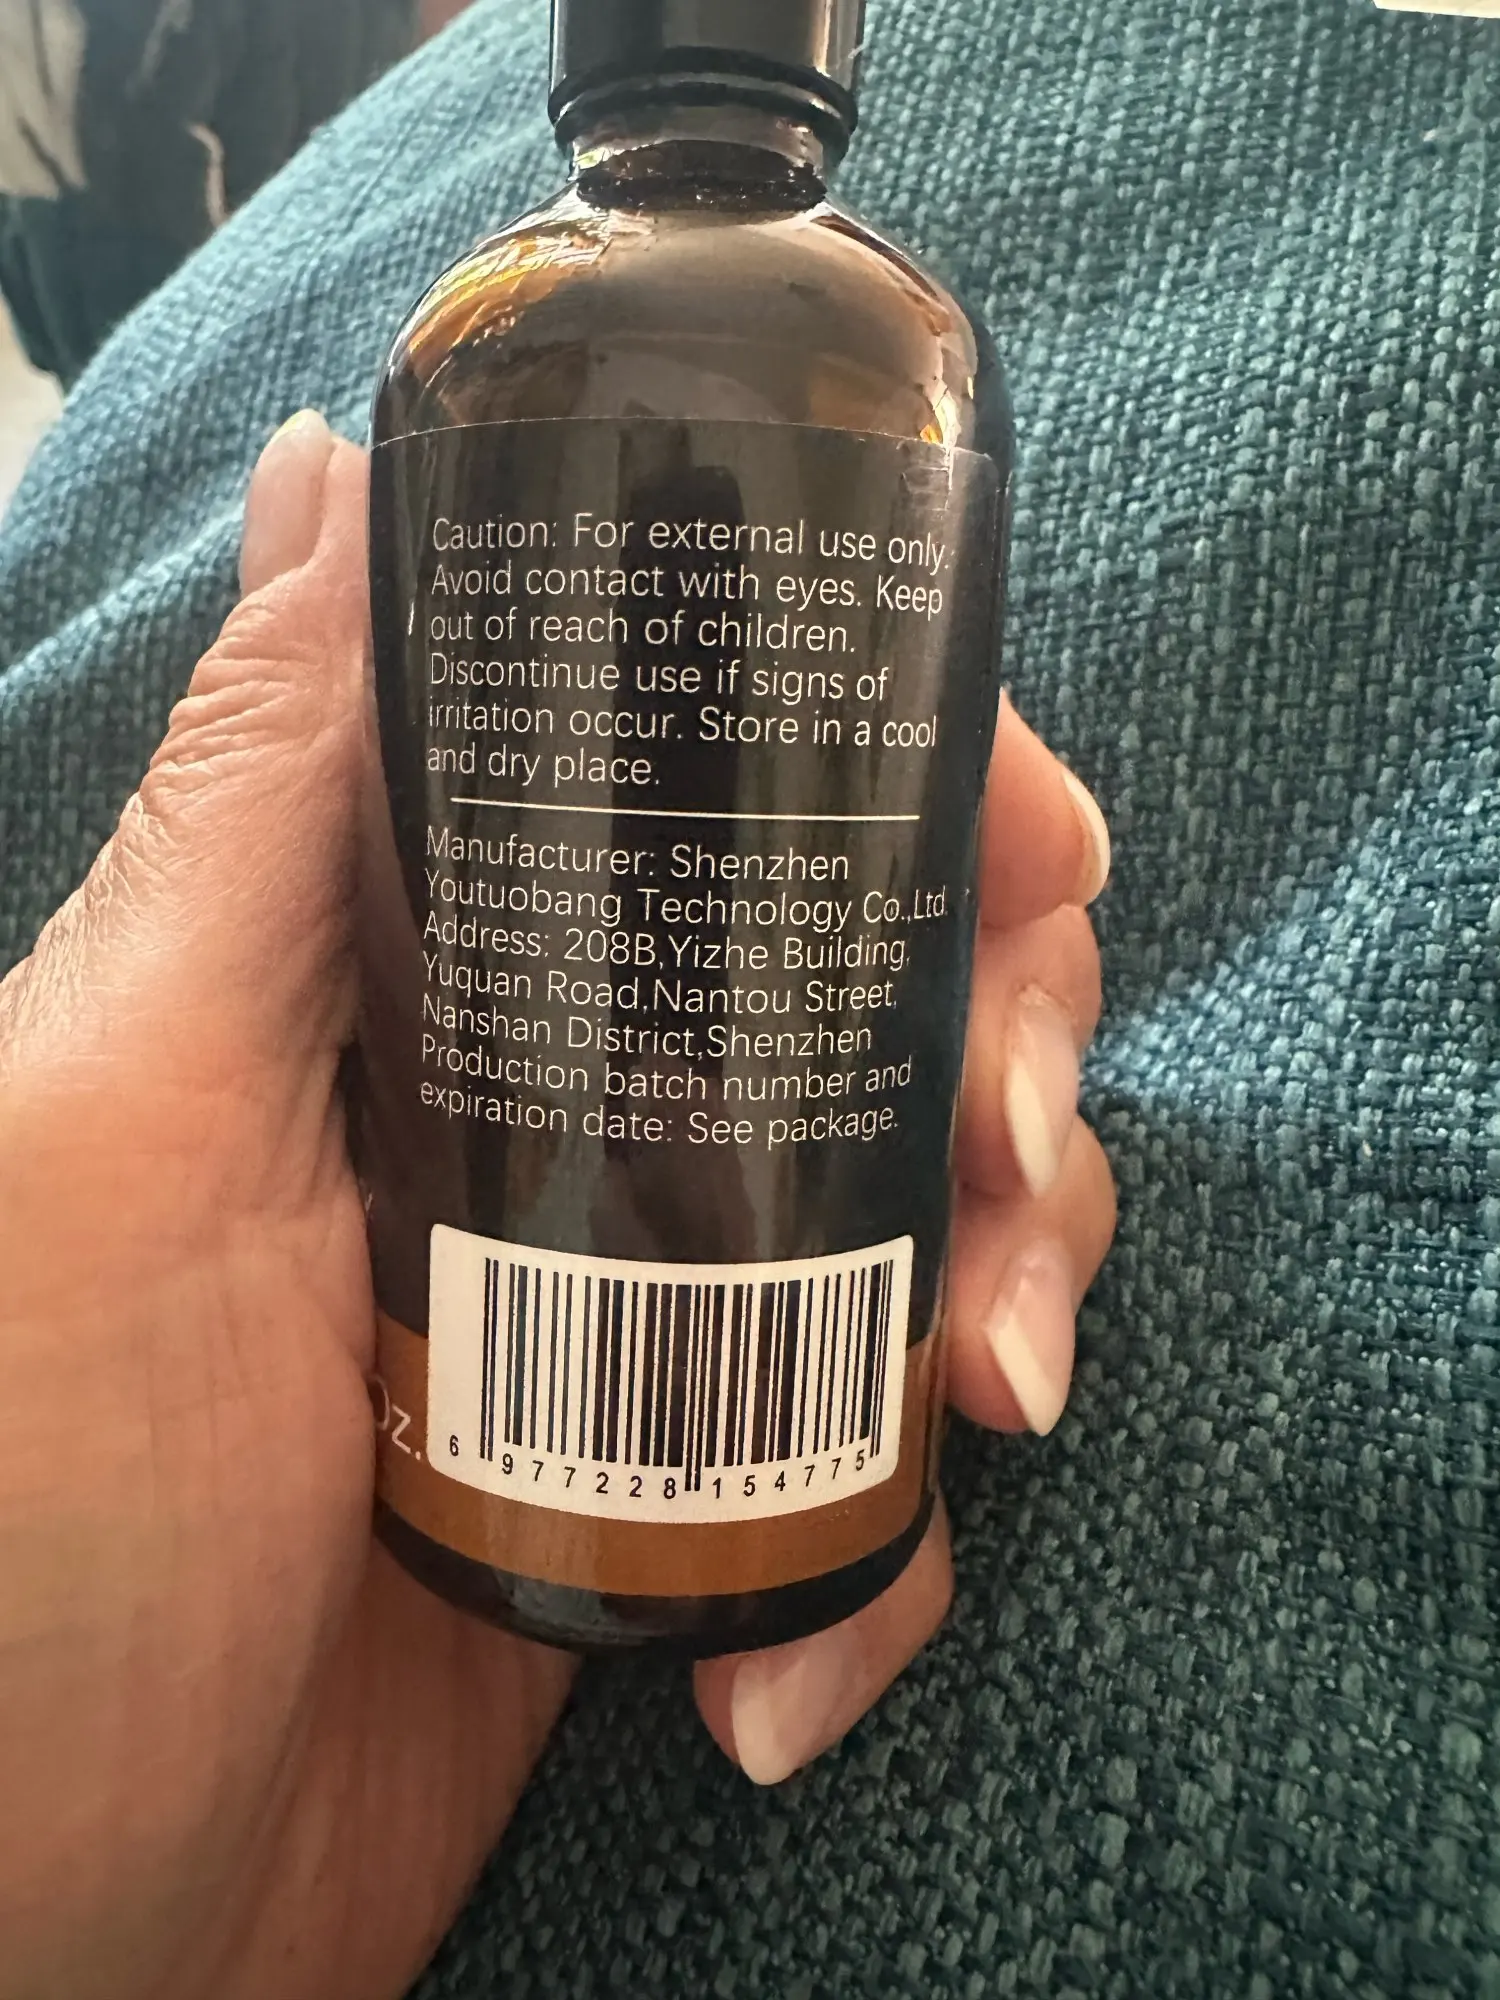 Caution: For external use only.
Avoid contact with eyes. Keep
out of reach of children.
Discontinue use if signs of
irritation occur. Store in a cool
and dry place.
Manufacturer: Shenzhen
Youtuobang Technology Co.,Ltd.
Address: 208B,Yizhe Building,
Yuquan Road,Nantou Street,
Nanshan District,Shenzhen
Production batch number and
expiration date: See package.
OZ.
6 977228 154775